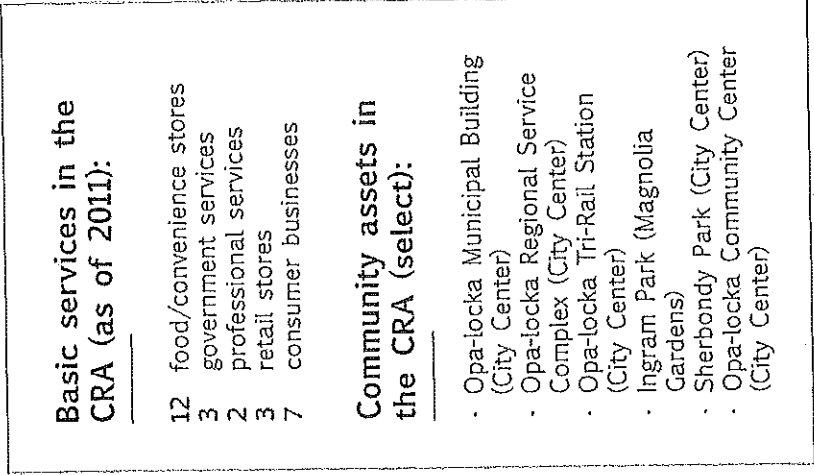 Basic services in the
CRA (as of 2011):
12 food/convenience stores
3 government services
2 professional services
3 retail stores
7 consumer businesses
Community assets in
the CRA (select):
· Opa-locka Municipal Building
(City Center)
· Opa-locka Regional Service
Complex (City Center)
· Opa-locka Tri-Rail Station
(City Center)
· Ingram Park (Magnolia
Gardens)
· Sherbondy Park (City Center)
· Opa-locka Community Center
(City Center)